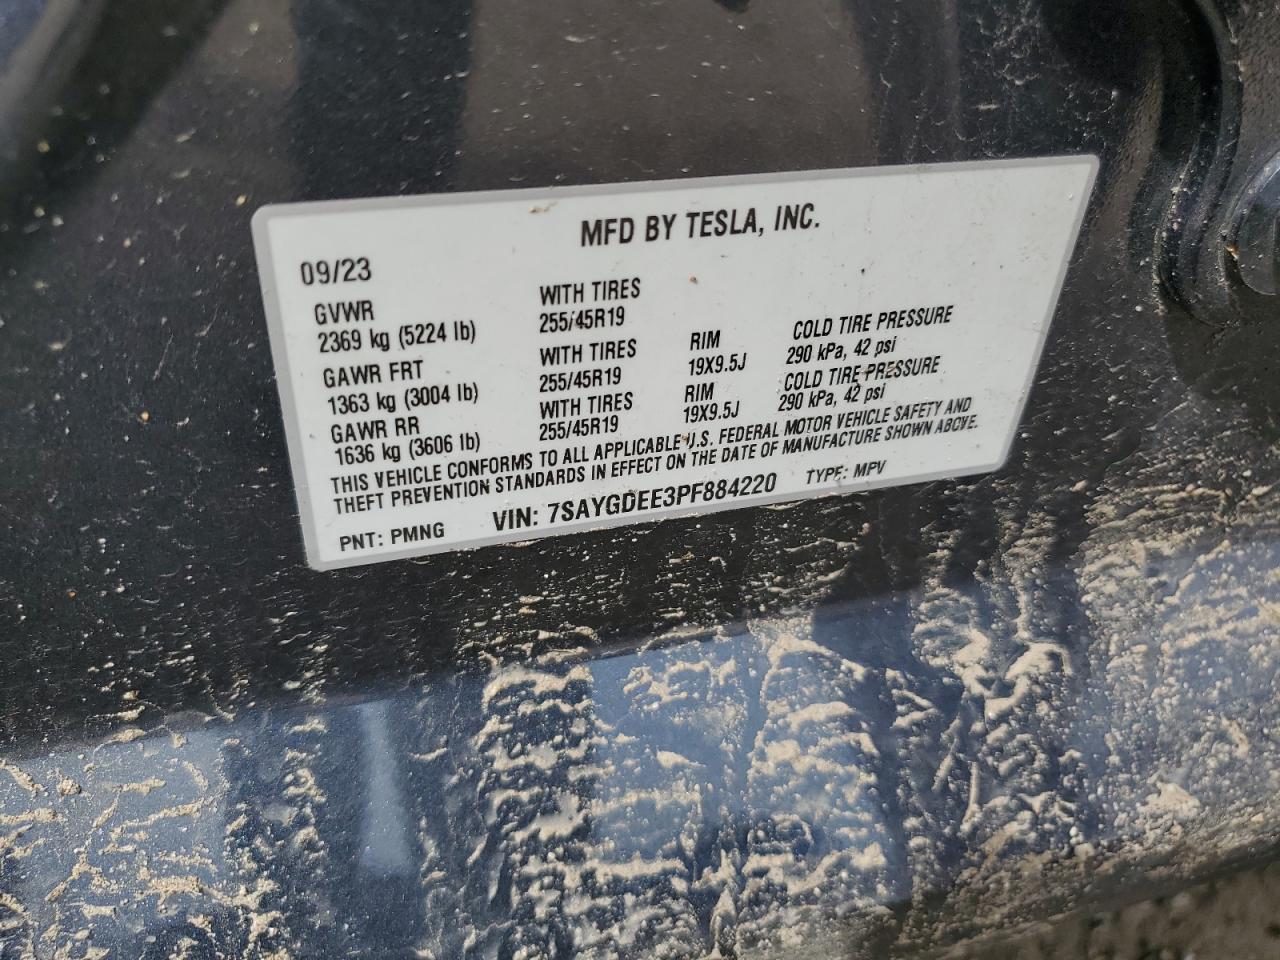 MFD BY TESLA, INC.
09/23
GVWR WITH TIRES
2369 kg (5224 lb) 255/45R19
GAWR FRT WITH TIRES RIM COLD TIRE PRESSURE
1363 kg (3004 lb) 255/45R19 19X9.5J 290 kPa, 42 psi
GAWR RR WITH TIRES RIM COLD TIRE PRESSURE
1636 kg (3606 lb) 255/45R19 19X9.5J 290 kPa, 42 psi
THIS VEHICLE CONFORMS TO ALL APPLICABLE U.S. FEDERAL MOTOR VEHICLE SAFETY AND
THEFT PREVENTION STANDARDS IN EFFECT ON THE DATE OF MANUFACTURE SHOWN ABOVE.
PNT: PMNG VIN: 7SAYGDEE3PF884220 TYPE: MPV